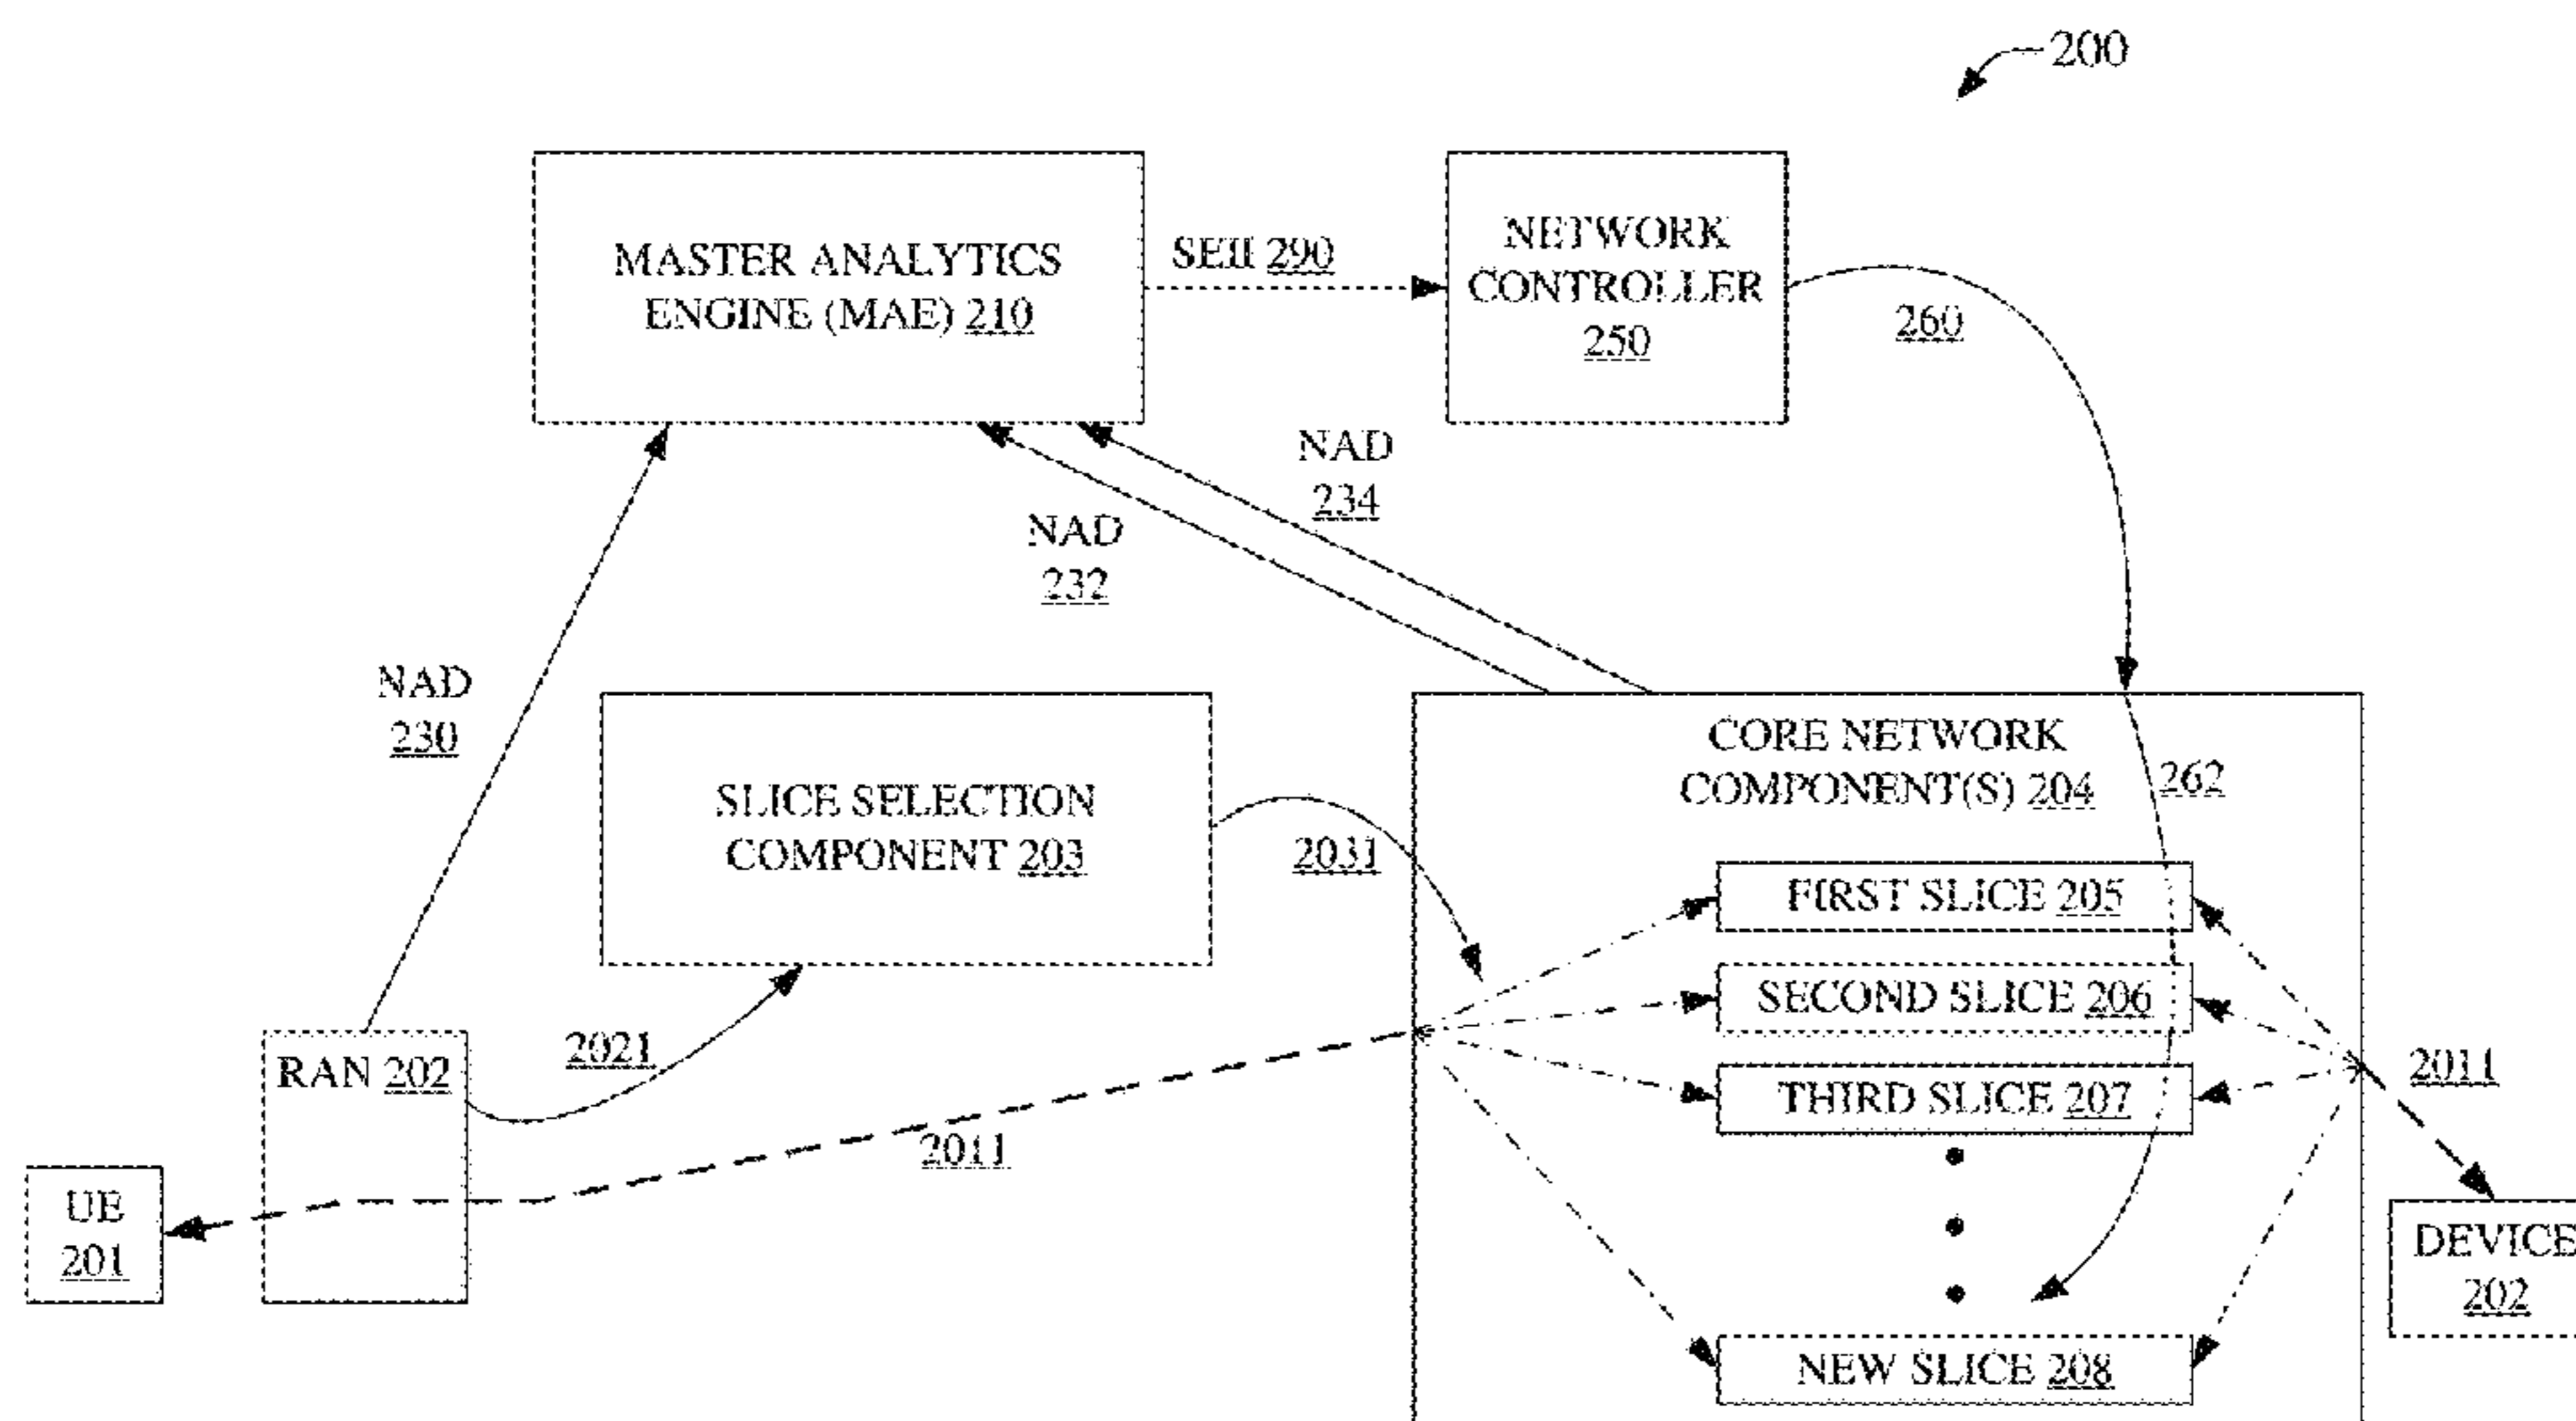 200
MASTER ANALYTICS
ENGINE (MAE) 210
SEII 290
NETWORK
CONTROLLER
250
260
NAD
234
NAD
232
NAD
230
SLICE SELECTION
COMPONENT 203
2031
CORE NETWORK
COMPONENT(S) 204
262
FIRST SLICE 205
SECOND SLICE 206
THIRD SLICE 207
NEW SLICE 208
RAN 202
2021
2011
2011
UE
201
DEVICE
202